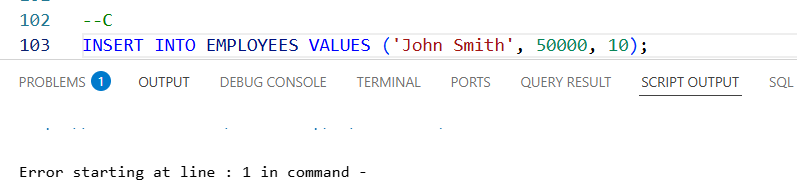 102 --C
103 INSERT INTO EMPLOYEES VALUES ('John Smith', 50000, 10);
PROBLEMS 1 OUTPUT DEBUG CONSOLE TERMINAL PORTS QUERY RESULT SCRIPT OUTPUT SQL
Error starting at line : 1 in command -